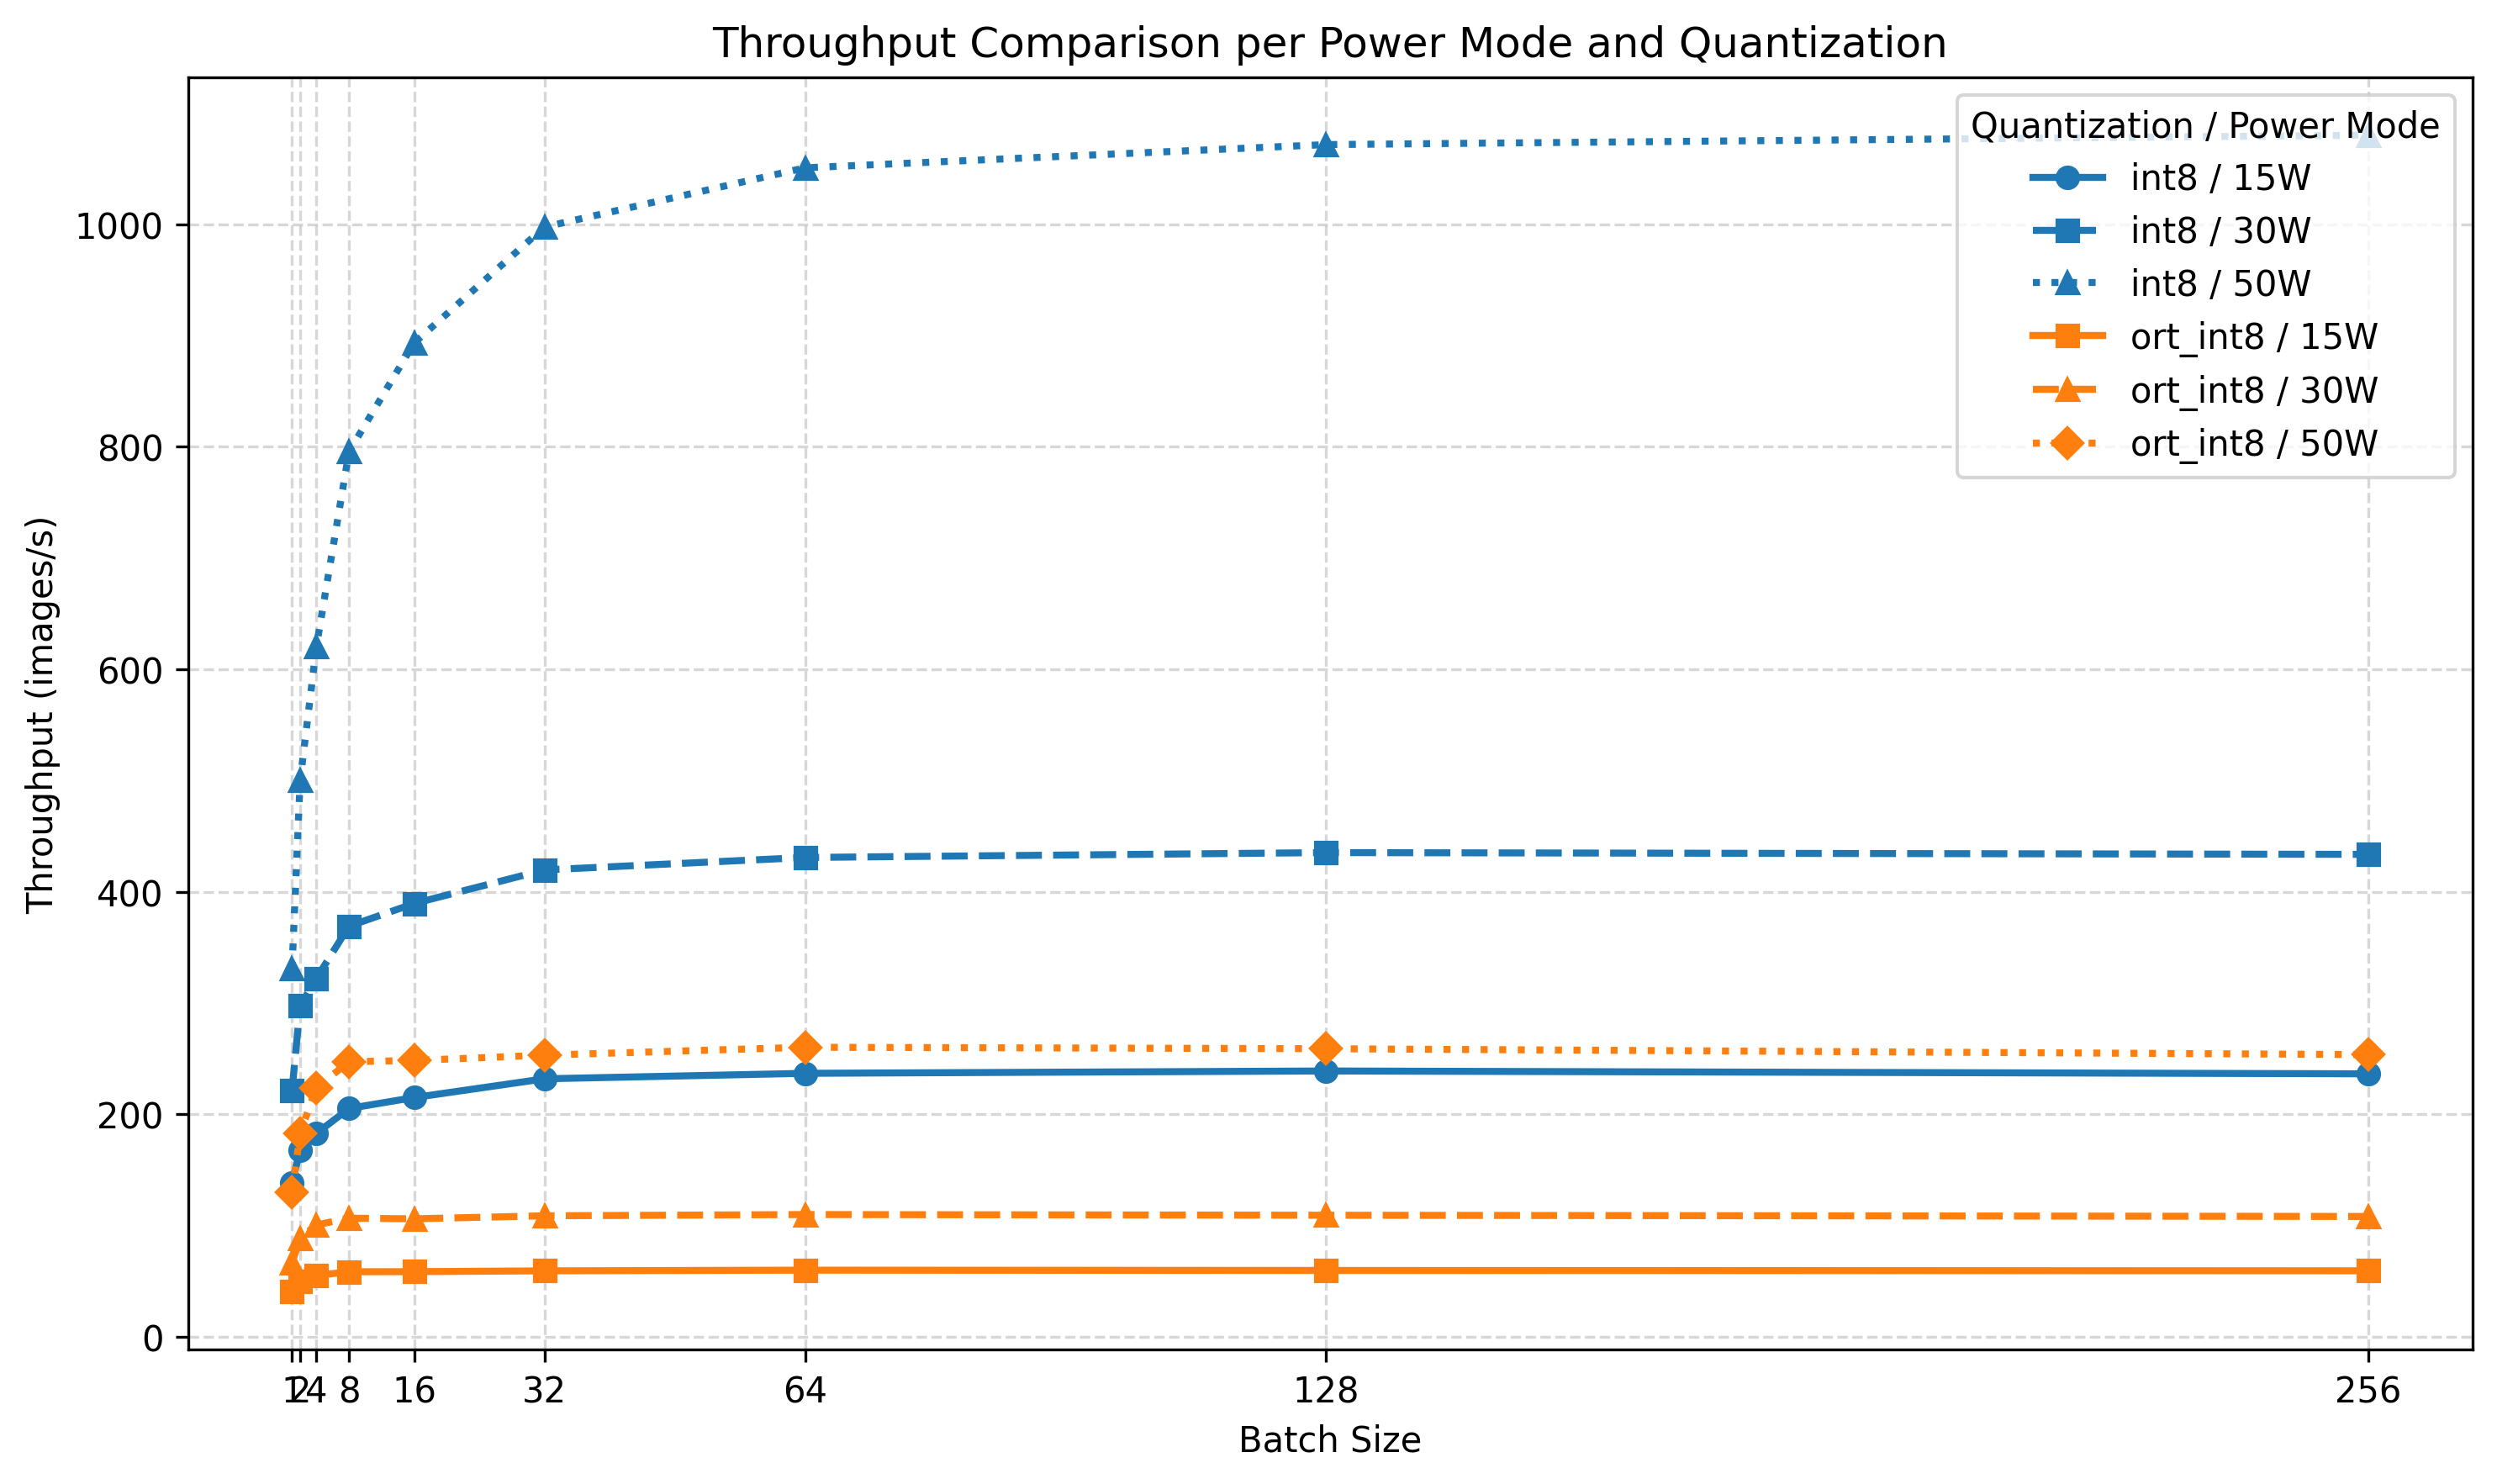 Throughput Comparison per Power Mode and Quantization
Quantization / Power Mode
int8 / 15W
int8 / 30W
int8 / 50W
ort_int8 / 15W
ort_int8 / 30W
ort_int8 / 50W
Throughput (images/s)
1000
800
600
400
200
0
1 2 4 8 16 32 64 128 256
Batch Size